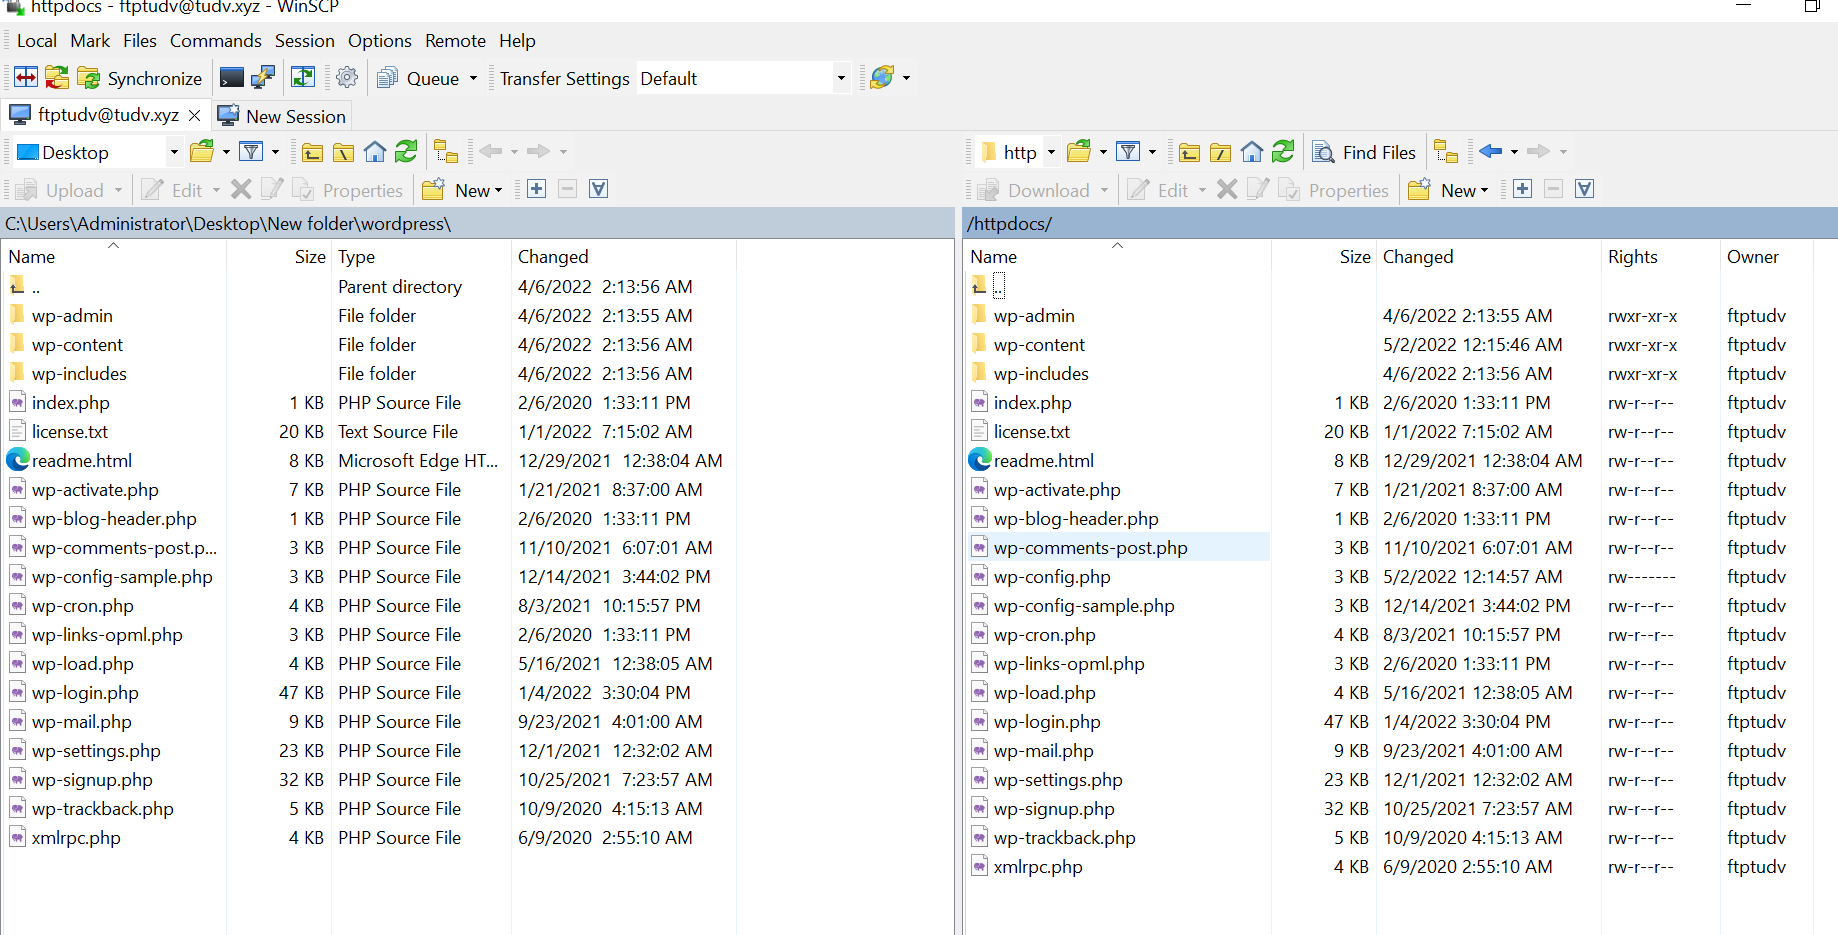 httpdocs - ftptudv@tudv.xyz - WinSCP
Local Mark Files Commands Session Options Remote Help
Synchronize Queue Transfer Settings Default
ftptudv@tudv.xyz New Session
Desktop
Upload Edit Properties New
http Find Files
Download Edit Properties New
C:\Users\Administrator\Desktop\New folder\wordpress\
Name Size Type Changed
.. Parent directory 4/6/2022 2:13:56 AM
wp-admin File folder 4/6/2022 2:13:55 AM
wp-content File folder 4/6/2022 2:13:56 AM
wp-includes File folder 4/6/2022 2:13:56 AM
index.php 1 KB PHP Source File 2/6/2020 1:33:11 PM
license.txt 20 KB Text Source File 1/1/2022 7:15:02 AM
readme.html 8 KB Microsoft Edge HT... 12/29/2021 12:38:04 AM
wp-activate.php 7 KB PHP Source File 1/21/2021 8:37:00 AM
wp-blog-header.php 1 KB PHP Source File 2/6/2020 1:33:11 PM
wp-comments-post.p... 3 KB PHP Source File 11/10/2021 6:07:01 AM
wp-config-sample.php 3 KB PHP Source File 12/14/2021 3:44:02 PM
wp-cron.php 4 KB PHP Source File 8/3/2021 10:15:57 PM
wp-links-opml.php 3 KB PHP Source File 2/6/2020 1:33:11 PM
wp-load.php 4 KB PHP Source File 5/16/2021 12:38:05 AM
wp-login.php 47 KB PHP Source File 1/4/2022 3:30:04 PM
wp-mail.php 9 KB PHP Source File 9/23/2021 4:01:00 AM
wp-settings.php 23 KB PHP Source File 12/1/2021 12:32:02 AM
wp-signup.php 32 KB PHP Source File 10/25/2021 7:23:57 AM
wp-trackback.php 5 KB PHP Source File 10/9/2020 4:15:13 AM
xmlrpc.php 4 KB PHP Source File 6/9/2020 2:55:10 AM
/httpdocs/
Name Size Changed Rights Owner
..
wp-admin 4/6/2022 2:13:55 AM rwxr-xr-x ftptudv
wp-content 5/2/2022 12:15:46 AM rwxr-xr-x ftptudv
wp-includes 4/6/2022 2:13:56 AM rwxr-xr-x ftptudv
index.php 1 KB 2/6/2020 1:33:11 PM rw-r--r-- ftptudv
license.txt 20 KB 1/1/2022 7:15:02 AM rw-r--r-- ftptudv
readme.html 8 KB 12/29/2021 12:38:04 AM rw-r--r-- ftptudv
wp-activate.php 7 KB 1/21/2021 8:37:00 AM rw-r--r-- ftptudv
wp-blog-header.php 1 KB 2/6/2020 1:33:11 PM rw-r--r-- ftptudv
wp-comments-post.php 3 KB 11/10/2021 6:07:01 AM rw-r--r-- ftptudv
wp-config.php 3 KB 5/2/2022 12:14:57 AM rw------- ftptudv
wp-config-sample.php 3 KB 12/14/2021 3:44:02 PM rw-r--r-- ftptudv
wp-cron.php 4 KB 8/3/2021 10:15:57 PM rw-r--r-- ftptudv
wp-links-opml.php 3 KB 2/6/2020 1:33:11 PM rw-r--r-- ftptudv
wp-load.php 4 KB 5/16/2021 12:38:05 AM rw-r--r-- ftptudv
wp-login.php 47 KB 1/4/2022 3:30:04 PM rw-r--r-- ftptudv
wp-mail.php 9 KB 9/23/2021 4:01:00 AM rw-r--r-- ftptudv
wp-settings.php 23 KB 12/1/2021 12:32:02 AM rw-r--r-- ftptudv
wp-signup.php 32 KB 10/25/2021 7:23:57 AM rw-r--r-- ftptudv
wp-trackback.php 5 KB 10/9/2020 4:15:13 AM rw-r--r-- ftptudv
xmlrpc.php 4 KB 6/9/2020 2:55:10 AM rw-r--r-- ftptudv